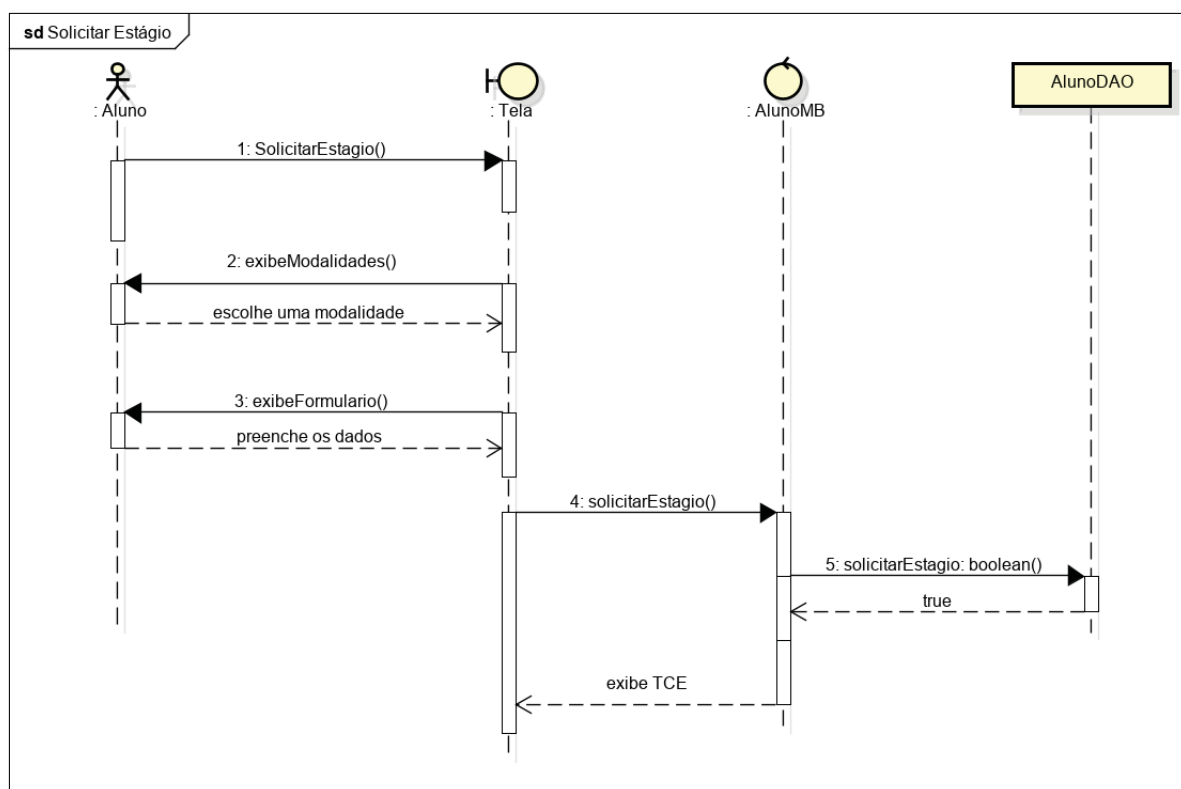 sd Solicitar Estágio
: Aluno
: Tela
: AlunoMB
AlunoDAO
1: SolicitarEstagio()
2: exibeModalidades()
escolhe uma modalidade
3: exibeFormulario()
preenche os dados
4: solicitarEstagio()
5: solicitarEstagio: boolean()
true
exibe TCE